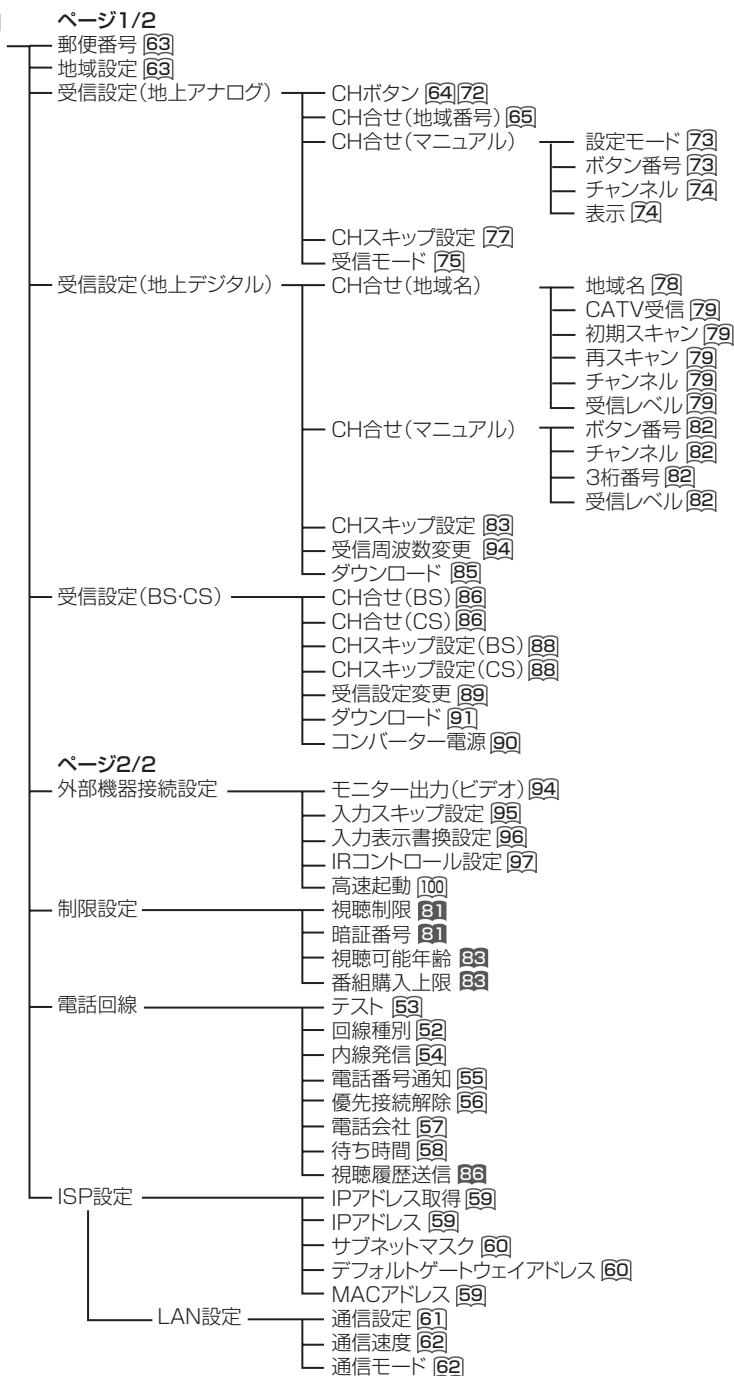 ページ1/2
郵便番号 63
地域設定 63
受信設定(地上アナログ) CHボタン 64 72
CH合せ(地域番号) 65
CH合せ(マニュアル) 設定モード 73
ボタン番号 73
チャンネル 74
表示 74
CHスキップ設定 77
受信モード 75
受信設定(地上デジタル) CH合せ(地域名) 地域名 78
CATV受信 79
初期スキャン 79
再スキャン 79
チャンネル 79
受信レベル 79
CH合せ(マニュアル) ボタン番号 82
チャンネル 82
3桁番号 82
受信レベル 82
CHスキップ設定 83
受信周波数変更 94
ダウンロード 85
受信設定(BS·CS) CH合せ(BS) 86
CH合せ(CS) 86
CHスキップ設定(BS) 88
CHスキップ設定(CS) 88
受信設定変更 89
ダウンロード 91
コンバーター電源 90
ページ2/2
外部機器接続設定 モニター出力(ビデオ) 94
入力スキップ設定 95
入力表示書換設定 96
IRコントロール設定 97
高速起動 100
制限設定 視聴制限 81
暗証番号 81
視聴可能年齢 83
番組購入上限 83
電話回線 テスト 53
回線種別 52
内線発信 54
電話番号通知 55
優先接続解除 56
電話会社 57
待ち時間 58
視聴履歴送信 86
ISP設定 IPアドレス取得 59
IPアドレス 59
サブネットマスク 60
デフォルトゲートウェイアドレス 60
MACアドレス 59
LAN設定 通信設定 61
通信速度 62
通信モード 62